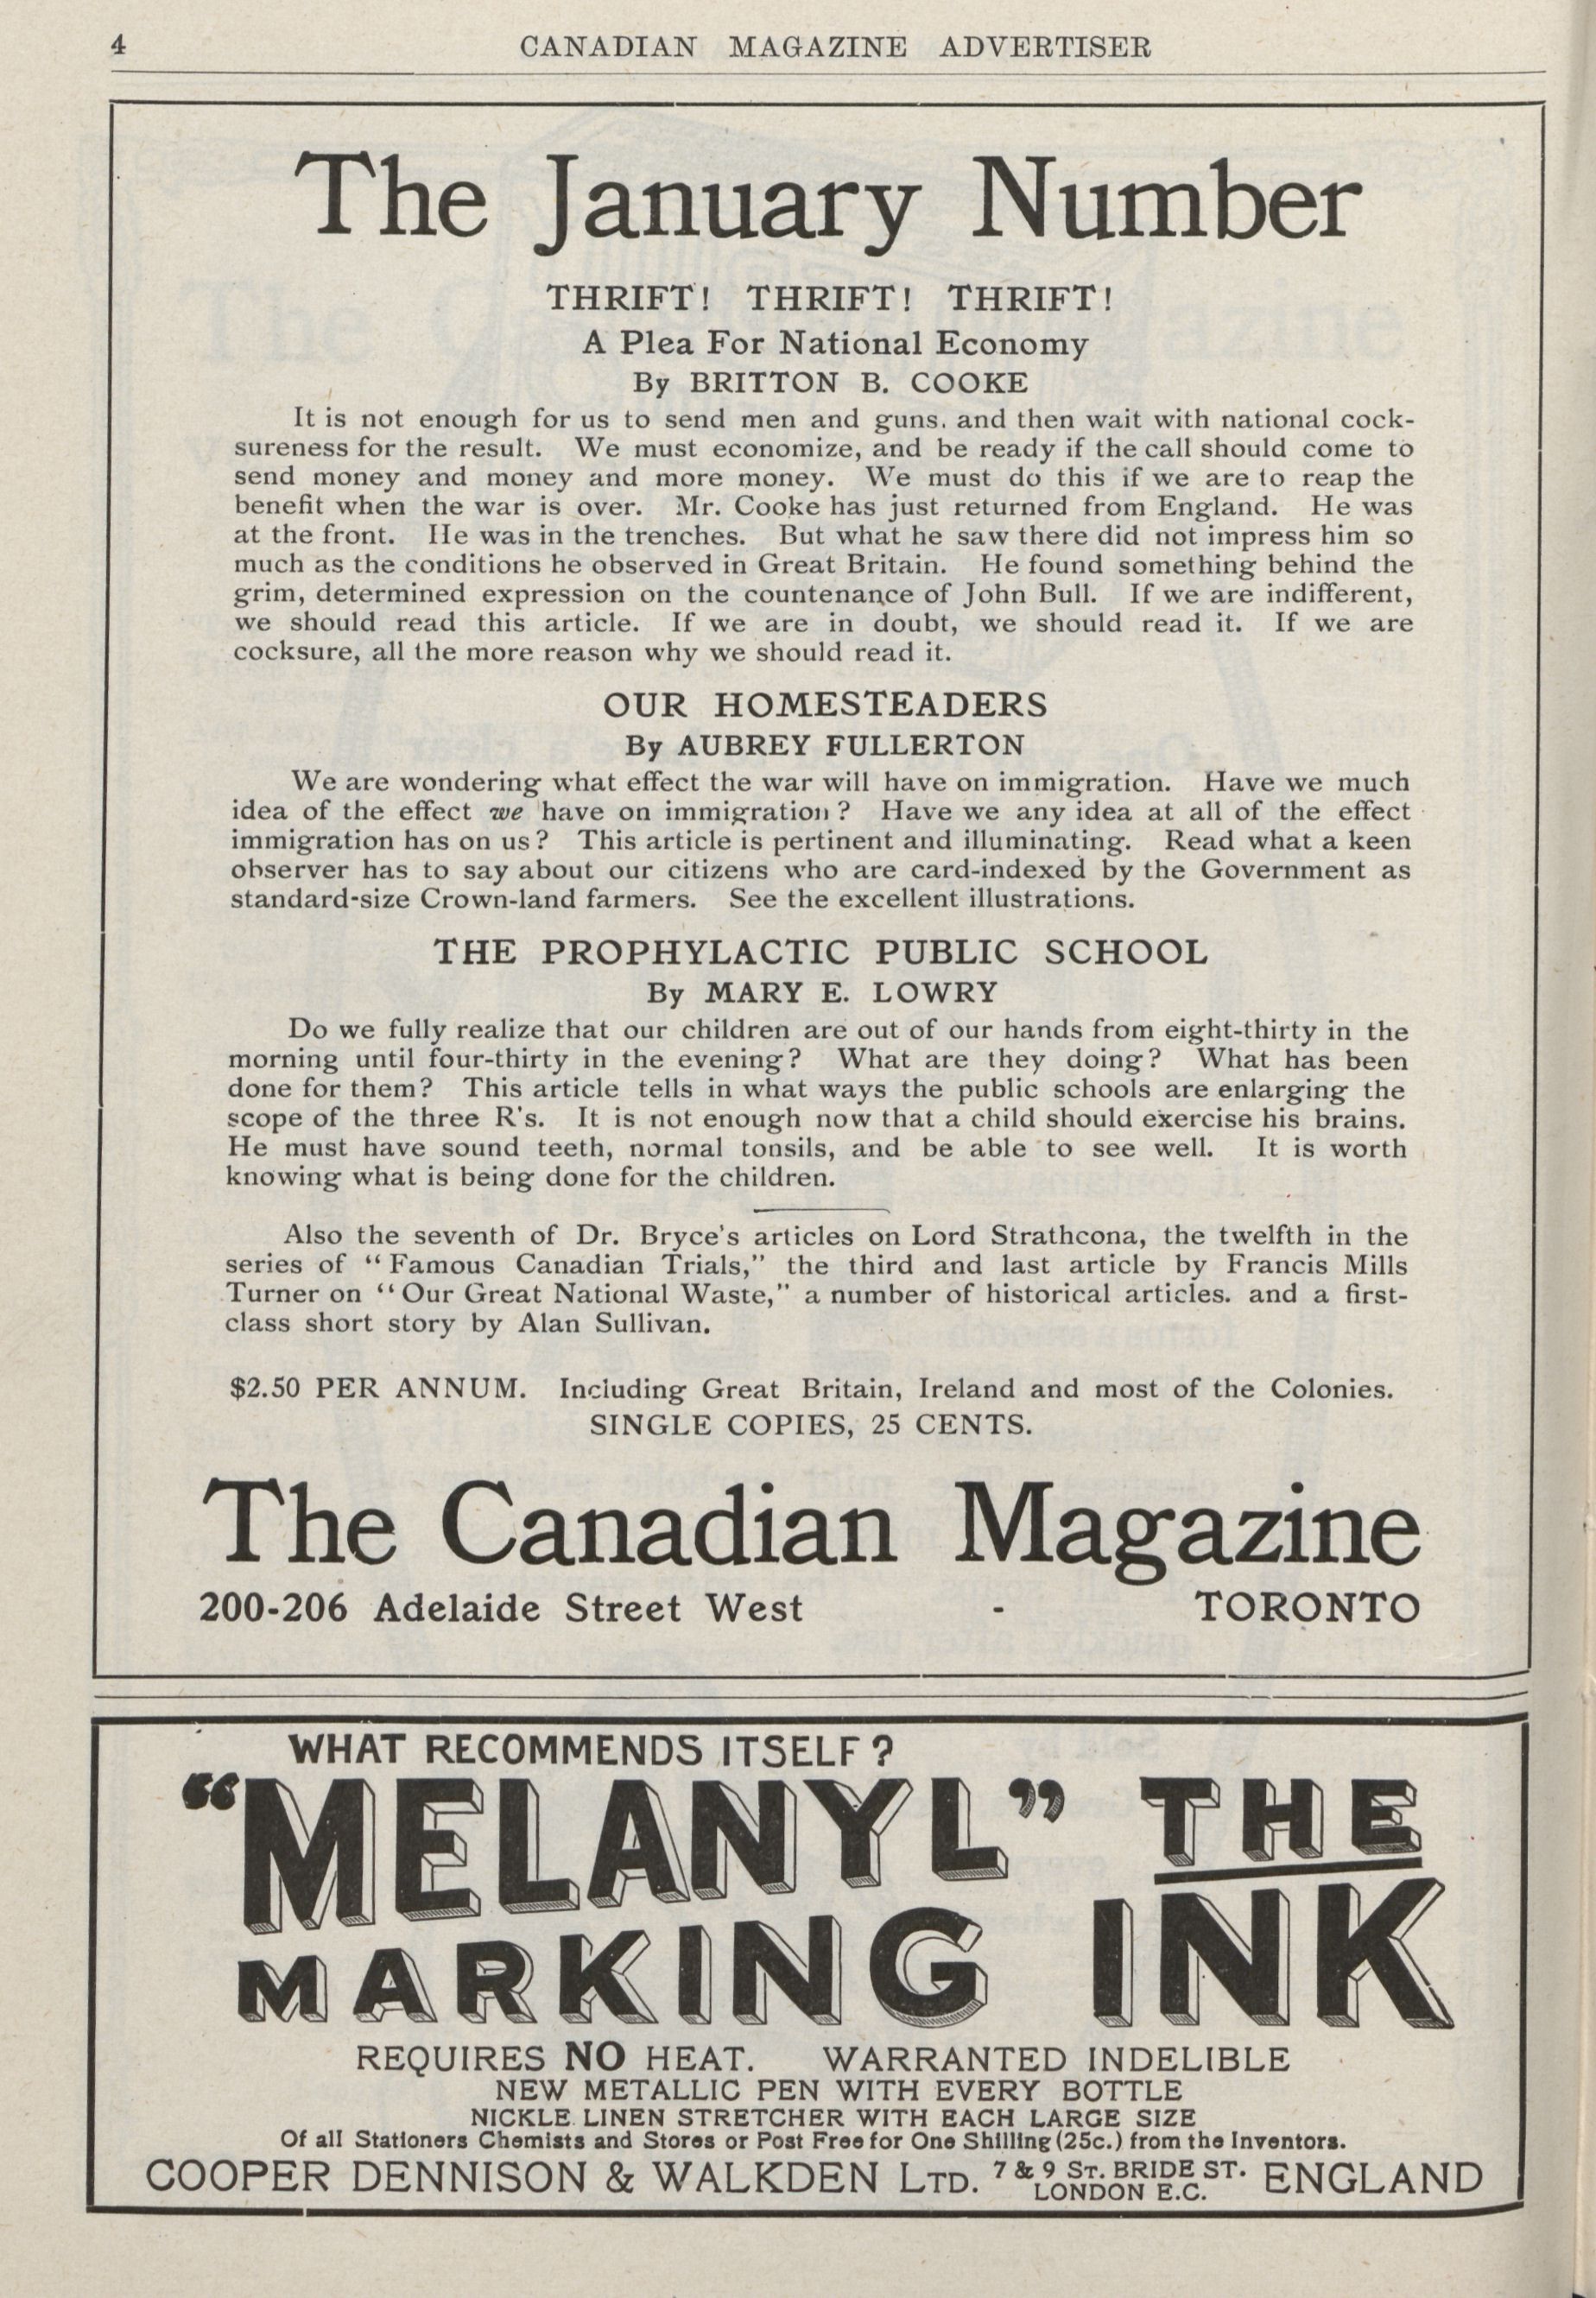 4
CANADIAN MAGAZINE ADVERTISER
The January Number
THRIFT! THRIFT! THRIFT!
A Plea For National Economy
By BRITTON B. COOKE
It is not enough for us to send men and guns, and then wait with national cock-
sureness for the result. We must economize, and be ready if the call should come to
send money and money and more money. We must do this if we are to reap the
benefit when the war is over. Mr. Cooke has just returned from England. He was
at the front. He was in the trenches. But what he saw there did not impress him so
much as the conditions he observed in Great Britain. He found something behind the
grim, determined expression on the countenance of John Bull. If we are indifferent,
we should read this article. If we are in doubt, we should read it. If we are
cocksure, all the more reason why we should read it.
OUR HOMESTEADERS
By AUBREY FULLERTON
We are wondering what effect the war will have on immigration. Have we much
idea of the effect we have on immigration? Have we any idea at all of the effect
immigration has on us? This article is pertinent and illuminating. Read what a keen
observer has to say about our citizens who are card-indexed by the Government as
standard-size Crown-land farmers. See the excellent illustrations.
THE PROPHYLACTIC PUBLIC SCHOOL
By MARY E. LOWRY
Do we fully realize that our children are out of our hands from eight-thirty in the
morning until four-thirty in the evening? What are they doing? What has been
done for them? This article tells in what ways the public schools are enlarging the
scope of the three R's. It is not enough now that a child should exercise his brains.
He must have sound teeth, normal tonsils, and be able to see well. It is worth
knowing what is being done for the children.
Also the seventh of Dr. Bryce's articles on Lord Strathcona, the twelfth in the
series of "Famous Canadian Trials," the third and last article by Francis Mills
Turner on "Our Great National Waste," a number of historical articles. and a first-
class short story by Alan Sullivan.
$2.50 PER ANNUM. Including Great Britain, Ireland and most of the Colonies.
SINGLE COPIES, 25 CENTS.
The Canadian Magazine
200-206 Adelaide Street West - TORONTO
WHAT RECOMMENDS ITSELF?
"MELANYL" THE
MARKING INK
REQUIRES NO HEAT. WARRANTED INDELIBLE
NEW METALLIC PEN WITH EVERY BOTTLE
NICKLE LINEN STRETCHER WITH EACH LARGE SIZE
Of all Stationers Chemists and Stores or Post Free for One Shilling (25c.) from the Inventors.
COOPER DENNISON & WALKDEN LTD. 7 & 9 ST. BRIDE ST. ENGLAND
LONDON E.C.